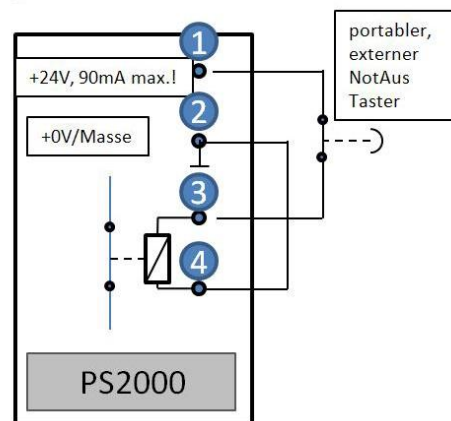 1
+24V, 90mA max.!
2
+0V/Masse
3
4
PS2000
portabler,
externer
NotAus
Taster